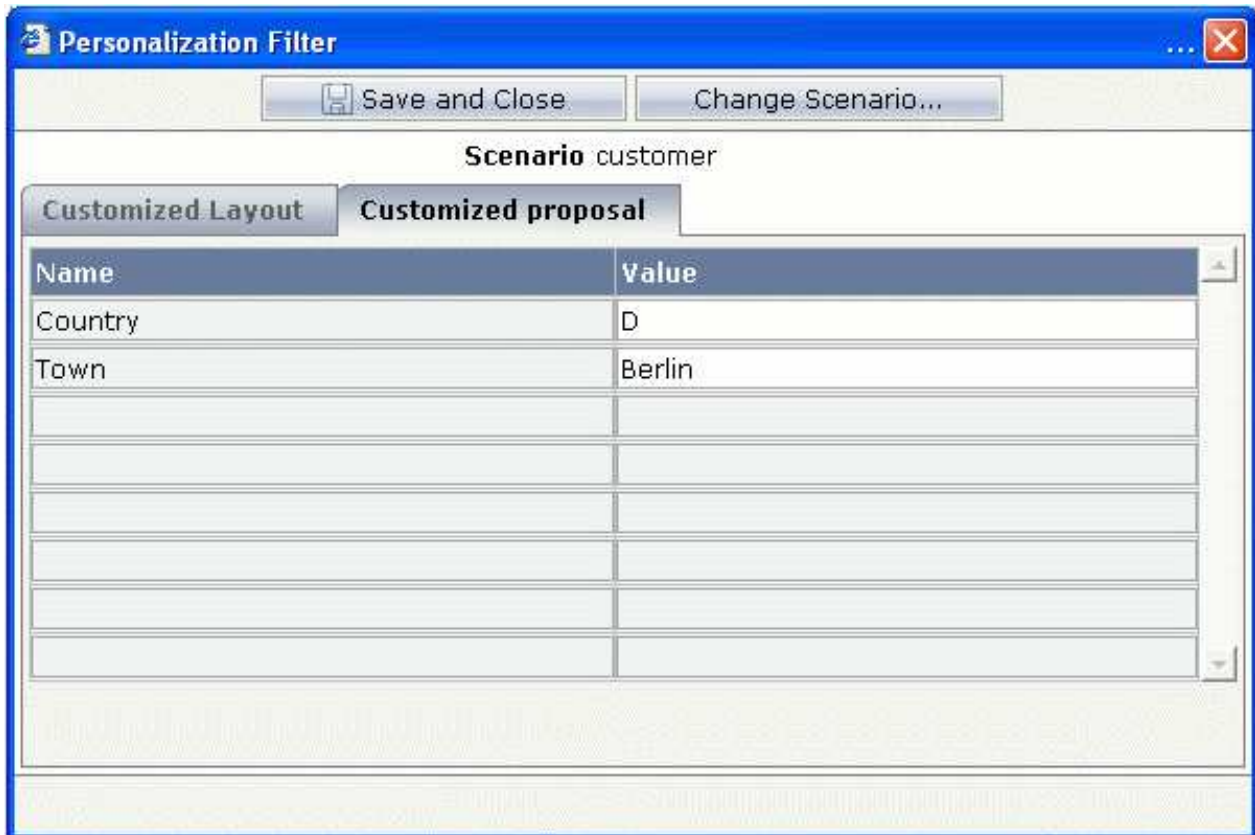 Personalization Filter ...
Save and Close Change Scenario...
Scenario customer
Customized Layout Customized proposal
Name Value
Country D
Town Berlin